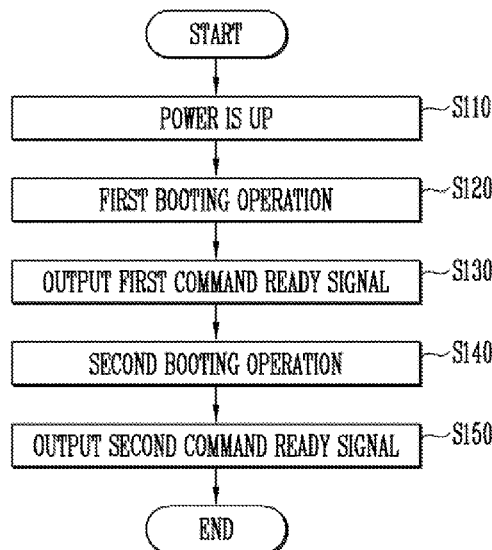 START
POWER IS UP
S110
FIRST BOOTING OPERATION
S120
OUTPUT FIRST COMMAND READY SIGNAL
S130
SECOND BOOTING OPERATION
S140
OUTPUT SECOND COMMAND READY SIGNAL
S150
END